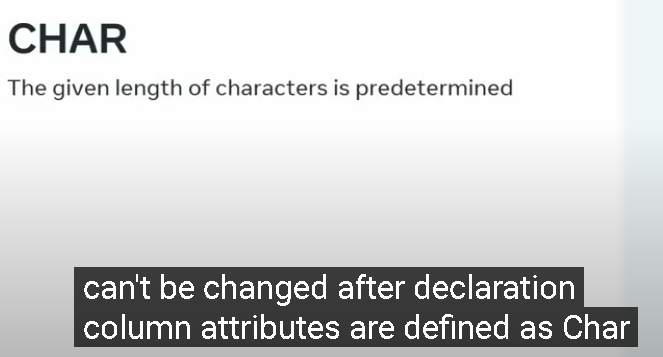 CHAR
The given length of characters is predetermined
can't be changed after declaration
column attributes are defined as Char